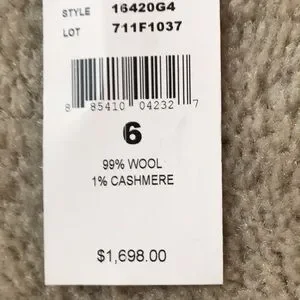 STYLE 16420G4
LOT 711F1037
8 85410 04232 7
6
99% WOOL
1% CASHMERE
$1,698.00